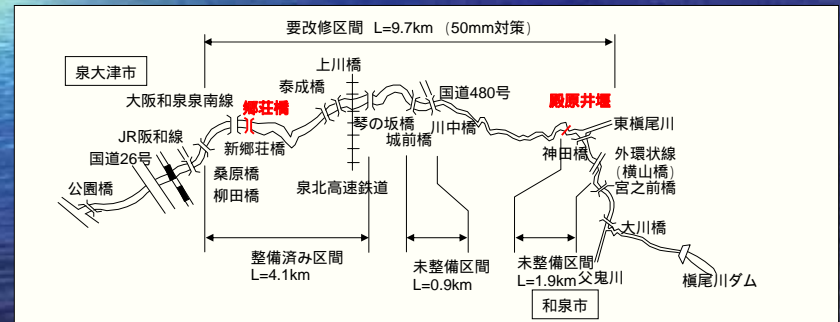 要改修区間 L=9.7km (50mm対策)
泉大津市
上川橋
泰成橋
国道480号
大阪和泉泉南線
郷荘橋
殿原井堰
東槇尾川
JR阪和線
琴の坂橋
川中橋
城前橋
神田橋
外環状線
(横山橋)
国道26号
新郷荘橋
桑原橋
宮之前橋
公園橋
柳田橋
泉北高速鉄道
大川橋
整備済み区間
L=4.1km
未整備区間
L=0.9km
未整備区間
L=1.9km
父鬼川
槇尾川ダム
和泉市